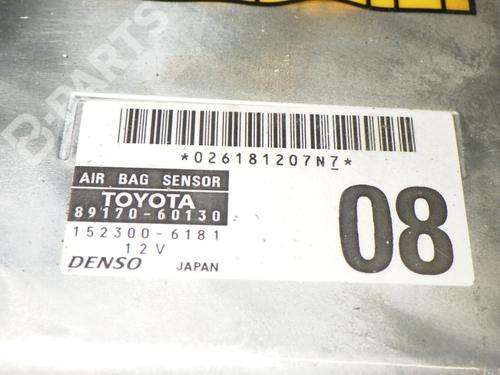 B-PARTS
*026181207N7*
AIR BAG SENSOR
TOYOTA
89170-60130
152300-6181
12V
DENSO JAPAN
08